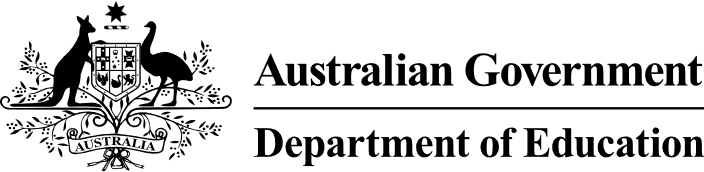 Australian Government
Department of Education
AUSTRALIA